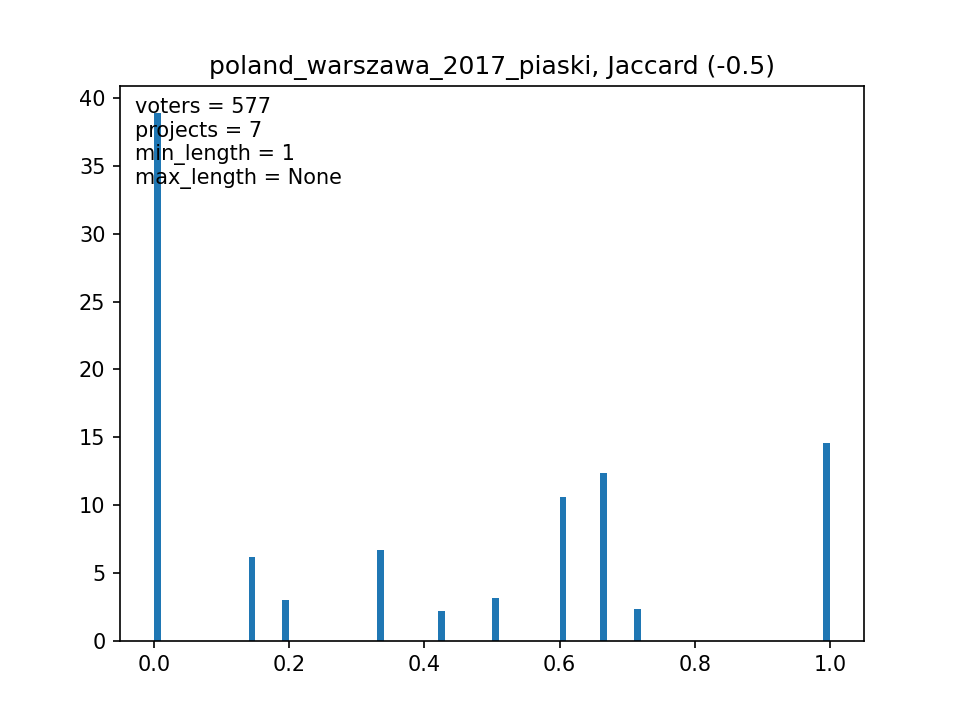 poland_warszawa_2017_piaski, Jaccard (-0.5)
voters = 577
projects = 7
min_length = 1
max_length = None
40
35
30
25
20
15
10
5
0
0.0 0.2 0.4 0.6 0.8 1.0